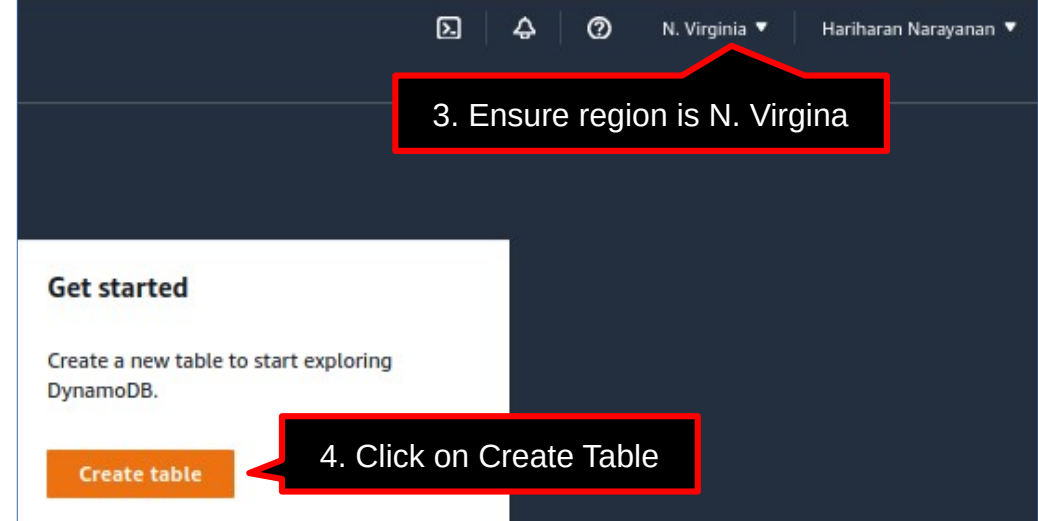 N. Virginia ▼ Hariharan Narayanan ▼
3. Ensure region is N. Virgina
Get started
Create a new table to start exploring
DynamoDB.
4. Click on Create Table
Create table